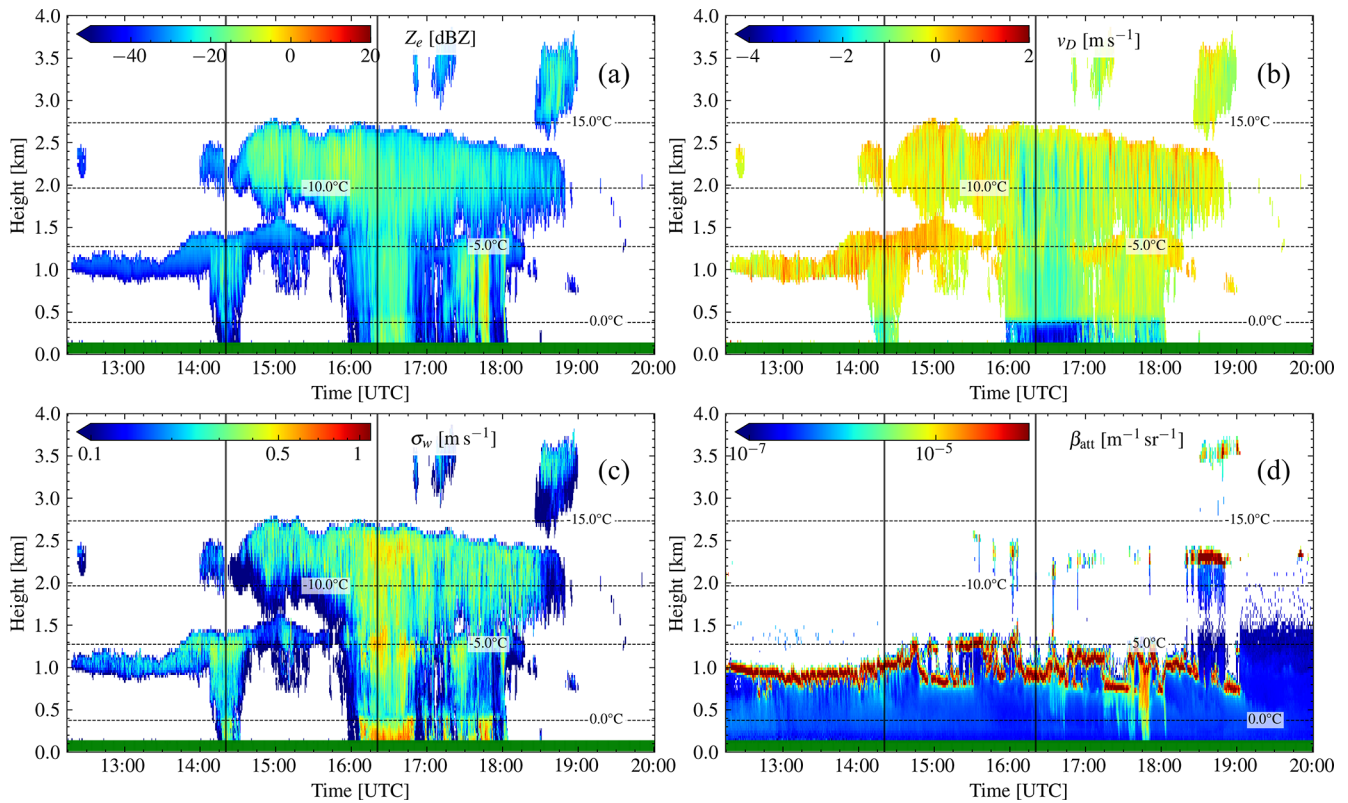 4.0
3.5
3.0
2.5
2.0
1.5
1.0
0.5
0.0
Height [km]
−40
−20
0
20
Zₑ [dBZ]
(a)
-15.0°C
-10.0°C
-5.0°C
0.0°C
13:00 14:00 15:00 16:00 17:00 18:00 19:00 20:00
Time [UTC]
4.0
3.5
3.0
2.5
2.0
1.5
1.0
0.5
0.0
Height [km]
−4
−2
0
2
v_D [m s⁻¹]
(b)
-15.0°C
-10.0°C
-5.0°C
0.0°C
13:00 14:00 15:00 16:00 17:00 18:00 19:00 20:00
Time [UTC]
4.0
3.5
3.0
2.5
2.0
1.5
1.0
0.5
0.0
Height [km]
0.1
0.5
1
σ_w [m s⁻¹]
(c)
-15.0°C
-10.0°C
-5.0°C
0.0°C
13:00 14:00 15:00 16:00 17:00 18:00 19:00 20:00
Time [UTC]
4.0
3.5
3.0
2.5
2.0
1.5
1.0
0.5
0.0
Height [km]
10⁻⁷
10⁻⁵
β_att [m⁻¹ sr⁻¹]
(d)
-15.0°C
-10.0°C
-5.0°C
0.0°C
13:00 14:00 15:00 16:00 17:00 18:00 19:00 20:00
Time [UTC]